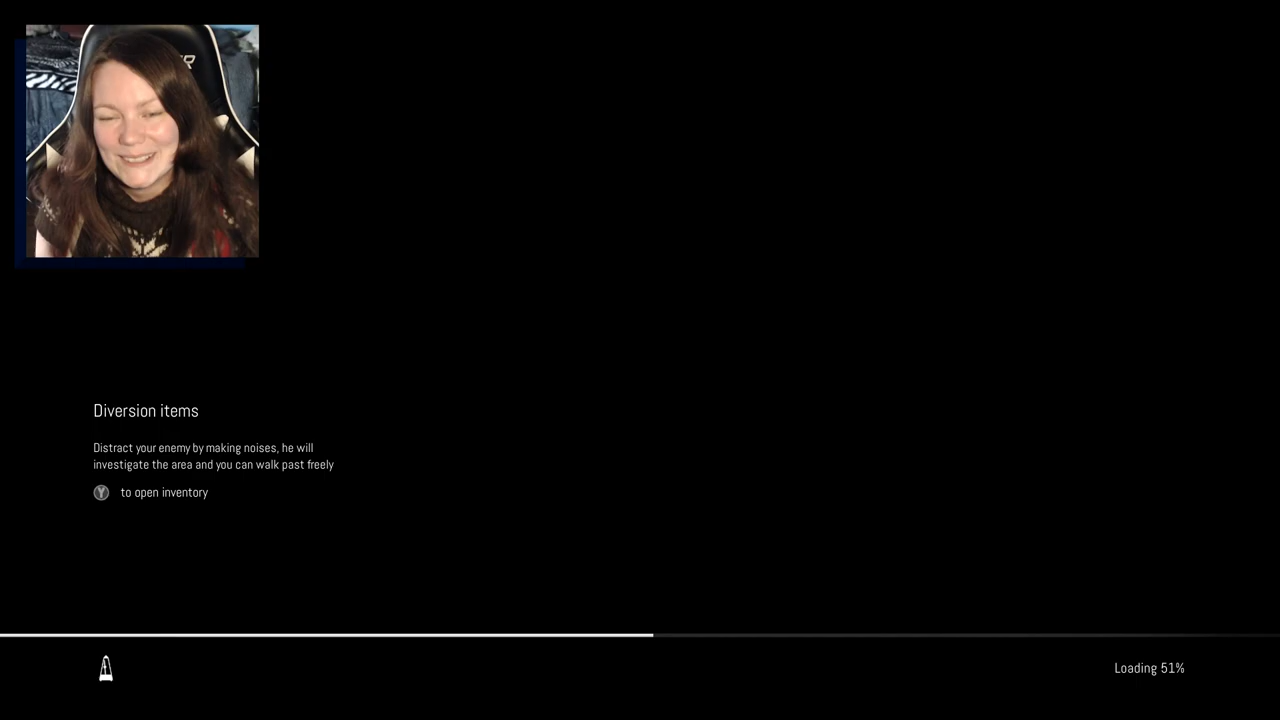 R
Diversion items
Distract your enemy by making noises, he will
investigate the area and you can walk past freely
Y to open inventory
Loading 51%